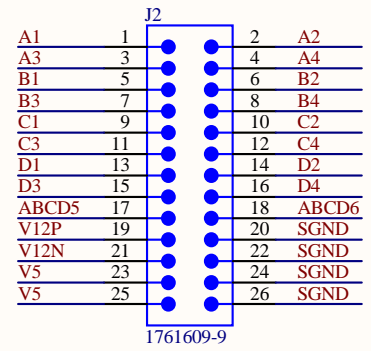 J2
A1 1 2 A2
A3 3 4 A4
B1 5 6 B2
B3 7 8 B4
C1 9 10 C2
C3 11 12 C4
D1 13 14 D2
D3 15 16 D4
ABCD5 17 18 ABCD6
V12P 19 20 SGND
V12N 21 22 SGND
V5 23 24 SGND
V5 25 26 SGND
1761609-9